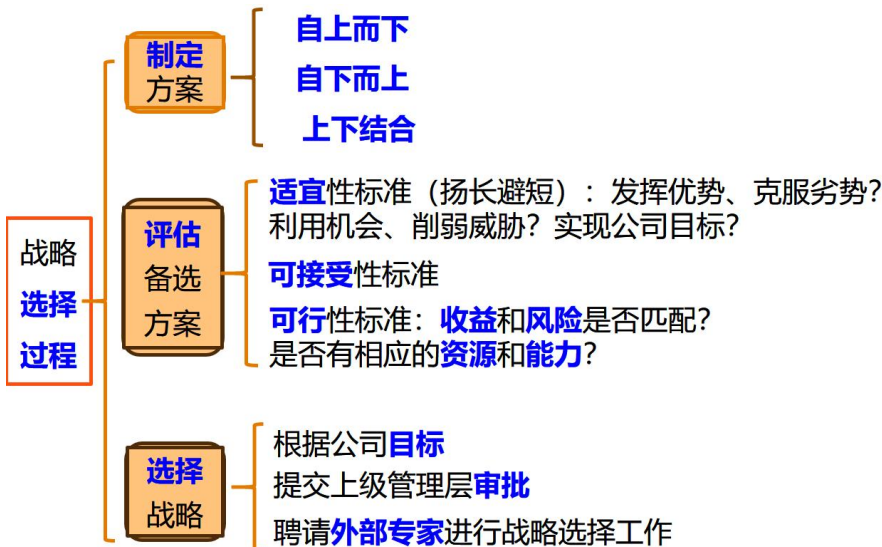 战略
选择
过程
制定
方案
自上而下
自下而上
上下结合
评估
备选
方案
适宜性标准（扬长避短）：发挥优势、克服劣势？
利用机会、削弱威胁？实现公司目标？
可接受性标准
可行性标准：收益和风险是否匹配？
是否有相应的资源和能力？
选择
战略
根据公司目标
提交上级管理层审批
聘请外部专家进行战略选择工作